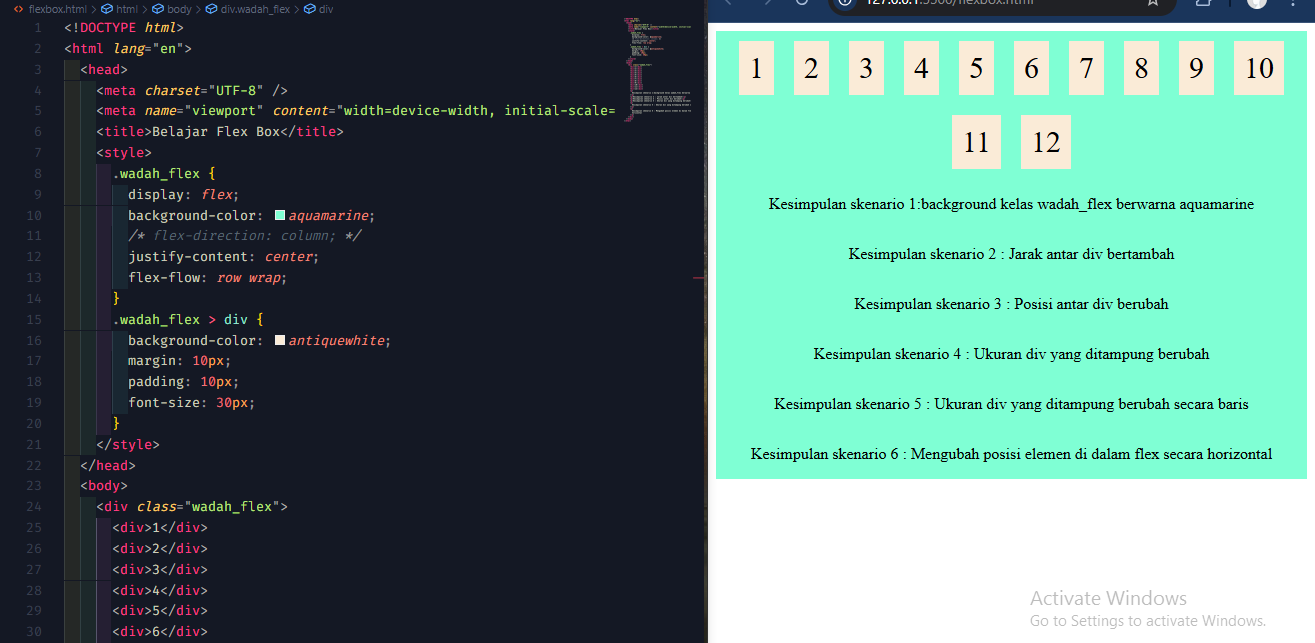 flexbox.html > html > body > div.wadah_flex > div
1 <!DOCTYPE html>
2 <html lang="en">
3 <head>
4 <meta charset="UTF-8" />
5 <meta name="viewport" content="width=device-width, initial-scale=
6 <title>Belajar Flex Box</title>
7 <style>
8 .wadah_flex {
9 display: flex;
10 background-color: aquamarine;
11 /* flex-direction: column; */
12 justify-content: center;
13 flex-flow: row wrap;
14 }
15 .wadah_flex > div {
16 background-color: antiquewhite;
17 margin: 10px;
18 padding: 10px;
19 font-size: 30px;
20 }
21 </style>
22 </head>
23 <body>
24 <div class="wadah_flex">
25 <div>1</div>
26 <div>2</div>
27 <div>3</div>
28 <div>4</div>
29 <div>5</div>
30 <div>6</div>
127.0.0.1:5500/flexbox.html
1 2 3 4 5 6 7 8 9 10
11 12
Kesimpulan skenario 1:background kelas wadah_flex berwarna aquamarine
Kesimpulan skenario 2 : Jarak antar div bertambah
Kesimpulan skenario 3 : Posisi antar div berubah
Kesimpulan skenario 4 : Ukuran div yang ditampung berubah
Kesimpulan skenario 5 : Ukuran div yang ditampung berubah secara baris
Kesimpulan skenario 6 : Mengubah posisi elemen di dalam flex secara horizontal
Activate Windows
Go to Settings to activate Windows.